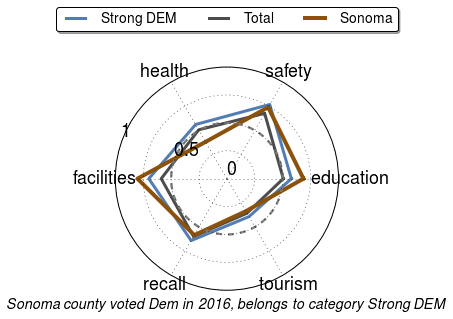 Strong DEM Total Sonoma
health safety
1
0.5
0
facilities education
recall tourism
Sonoma county voted Dem in 2016, belongs to category Strong DEM